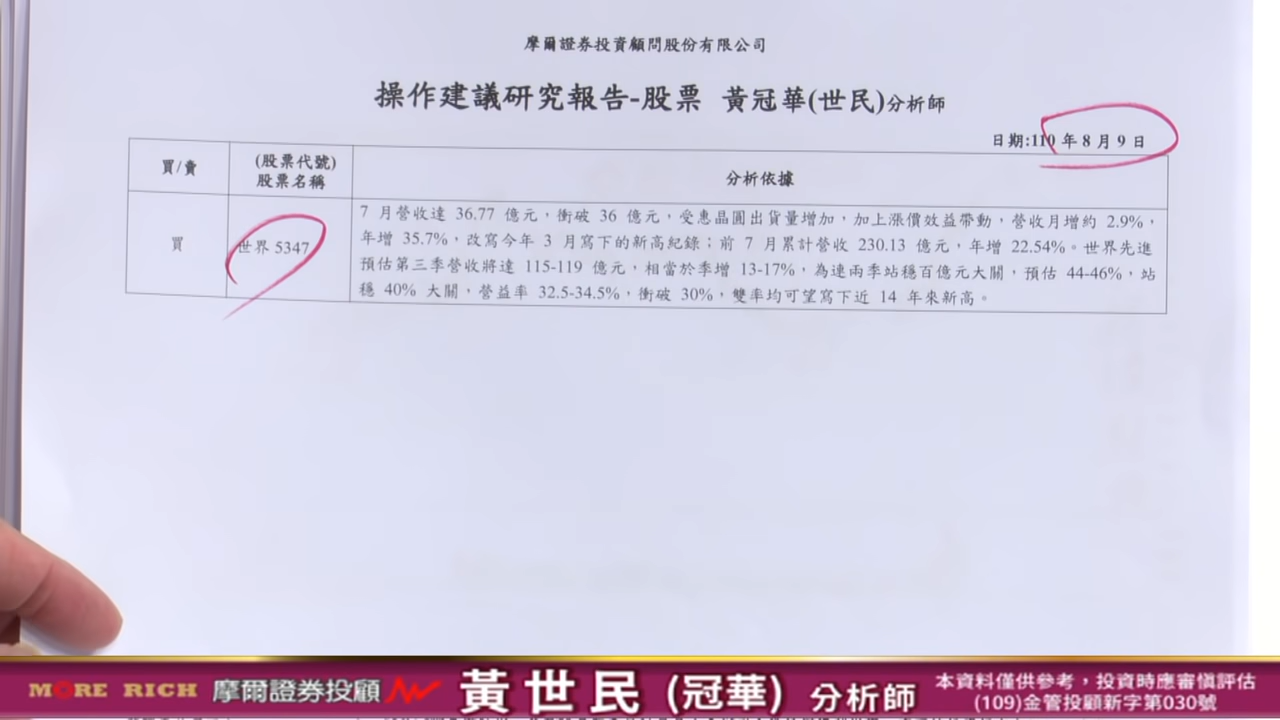 摩爾證券投資顧問股份有限公司
操作建議研究報告-股票 黃冠華(世民)分析師
日期:110 年 8 月 9 日
買/賣
(股票代號)
股票名稱
分析依據
買
世界 5347
7 月營收達 36.77 億元，衝破 36 億元，受惠晶圓出貨量增加，加上漲價效益帶動，營收月增約 2.9%，
年增 35.7%，改寫今年 3 月寫下的新高紀錄；前 7 月累計營收 230.13 億元，年增 22.54%。世界先進
預估第三季營收將達 115-119 億元，相當於季增 13-17%，為連兩季站穩百億元大關，預估 44-46%，站
穩 40% 大關，營益率 32.5-34.5%，衝破 30%，雙率均可望寫下近 14 年來新高。
MORE RICH 摩爾證券投顧 黃世民 (冠華) 分析師
本資料僅供參考，投資時應審慎評估
(109)金管投顧新字第030號